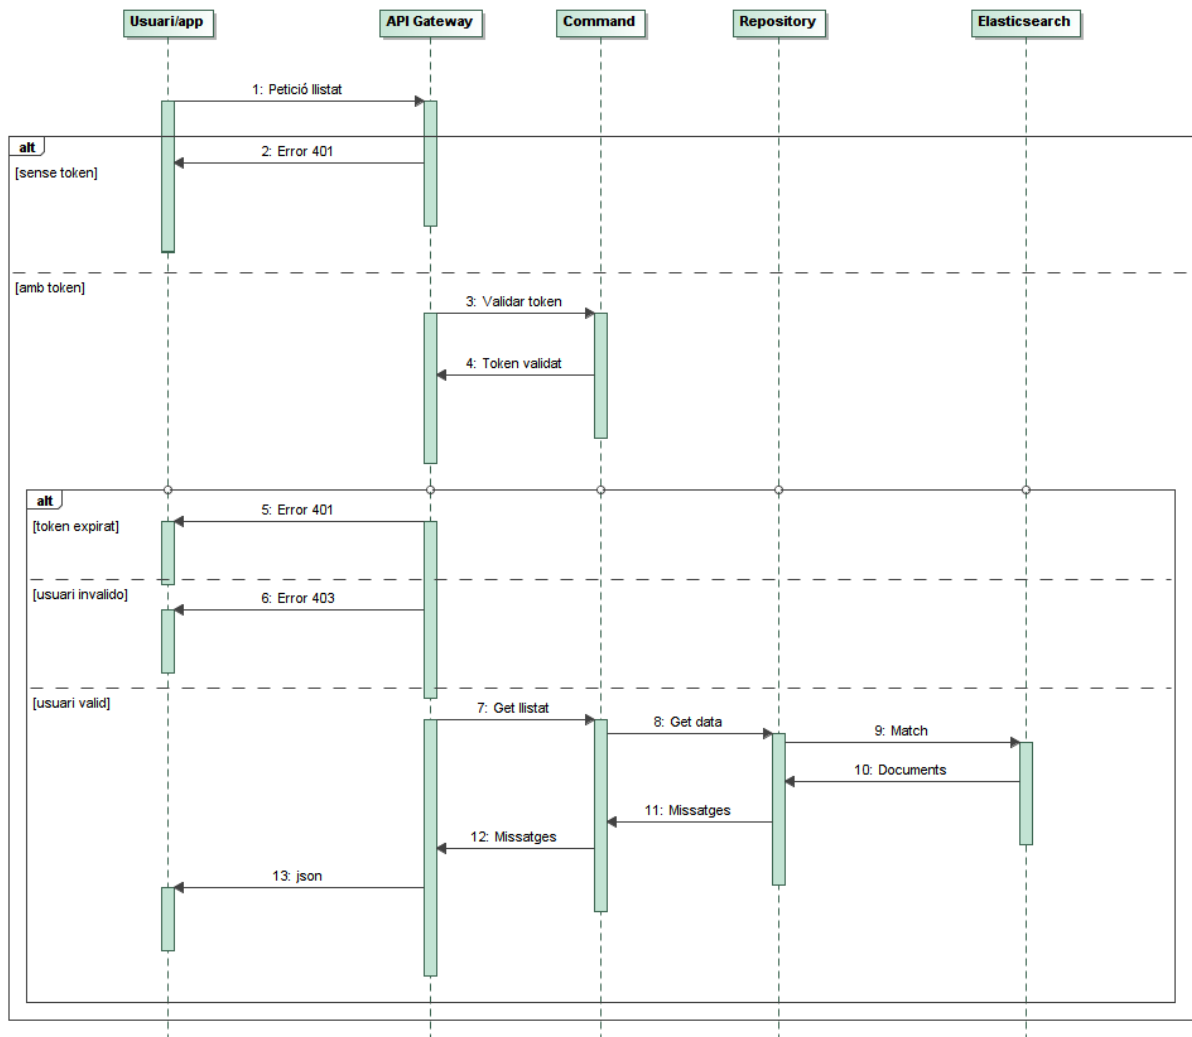 Usuari/app
API Gateway
Command
Repository
Elasticsearch
1: Petició llistat
alt
2: Error 401
[sense token]
[amb token]
3: Validar token
4: Token validat
alt
5: Error 401
[token expirat]
[usuari invalido]
6: Error 403
[usuari valid]
7: Get llistat
8: Get data
9: Match
10: Documents
11: Missatges
12: Missatges
13: json